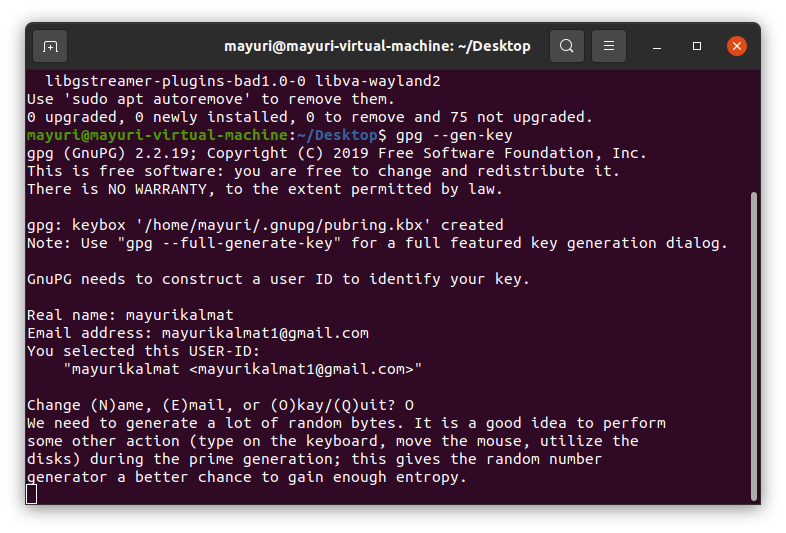 mayuri@mayuri-virtual-machine: ~/Desktop
libgstreamer-plugins-bad1.0-0 libva-wayland2
Use 'sudo apt autoremove' to remove them.
0 upgraded, 0 newly installed, 0 to remove and 75 not upgraded.
mayuri@mayuri-virtual-machine:~/Desktop$ gpg --gen-key
gpg (GnuPG) 2.2.19; Copyright (C) 2019 Free Software Foundation, Inc.
This is free software: you are free to change and redistribute it.
There is NO WARRANTY, to the extent permitted by law.
gpg: keybox '/home/mayuri/.gnupg/pubring.kbx' created
Note: Use "gpg --full-generate-key" for a full featured key generation dialog.
GnuPG needs to construct a user ID to identify your key.
Real name: mayurikalmat
Email address: mayurikalmat1@gmail.com
You selected this USER-ID:
"mayurikalmat <mayurikalmat1@gmail.com>"
Change (N)ame, (E)mail, or (O)kay/(Q)uit? O
We need to generate a lot of random bytes. It is a good idea to perform
some other action (type on the keyboard, move the mouse, utilize the
disks) during the prime generation; this gives the random number
generator a better chance to gain enough entropy.